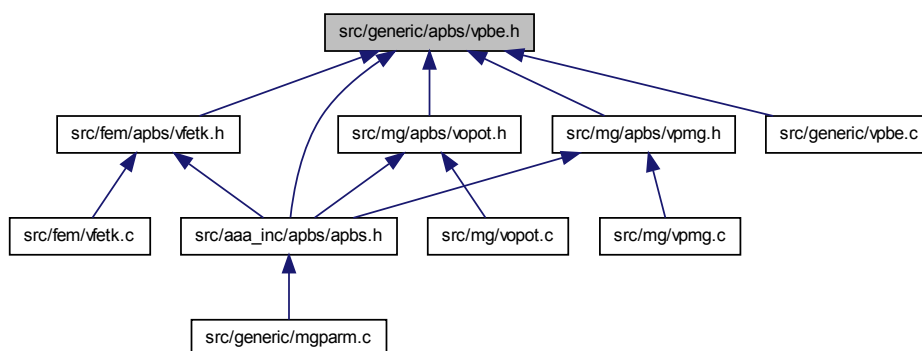 src/generic/apbs/vpbe.h
src/fem/apbs/vfetk.h
src/mg/apbs/vopot.h
src/mg/apbs/vpmg.h
src/generic/vpbe.c
src/fem/vfetk.c
src/aaa_inc/apbs/apbs.h
src/mg/vopot.c
src/mg/vpmg.c
src/generic/mgparm.c